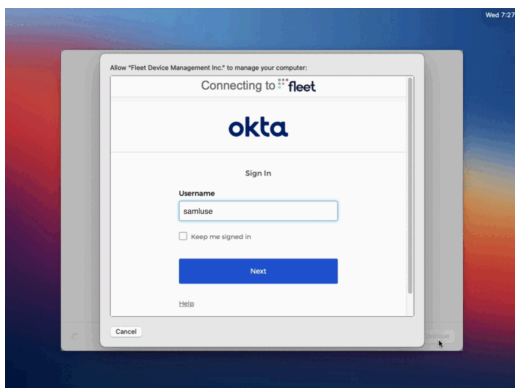 Wed 7:27
Allow "Fleet Device Management Inc." to manage your computer:
Connecting to fleet
okta
Sign In
Username
samluse
Keep me signed in
Next
Help
Cancel